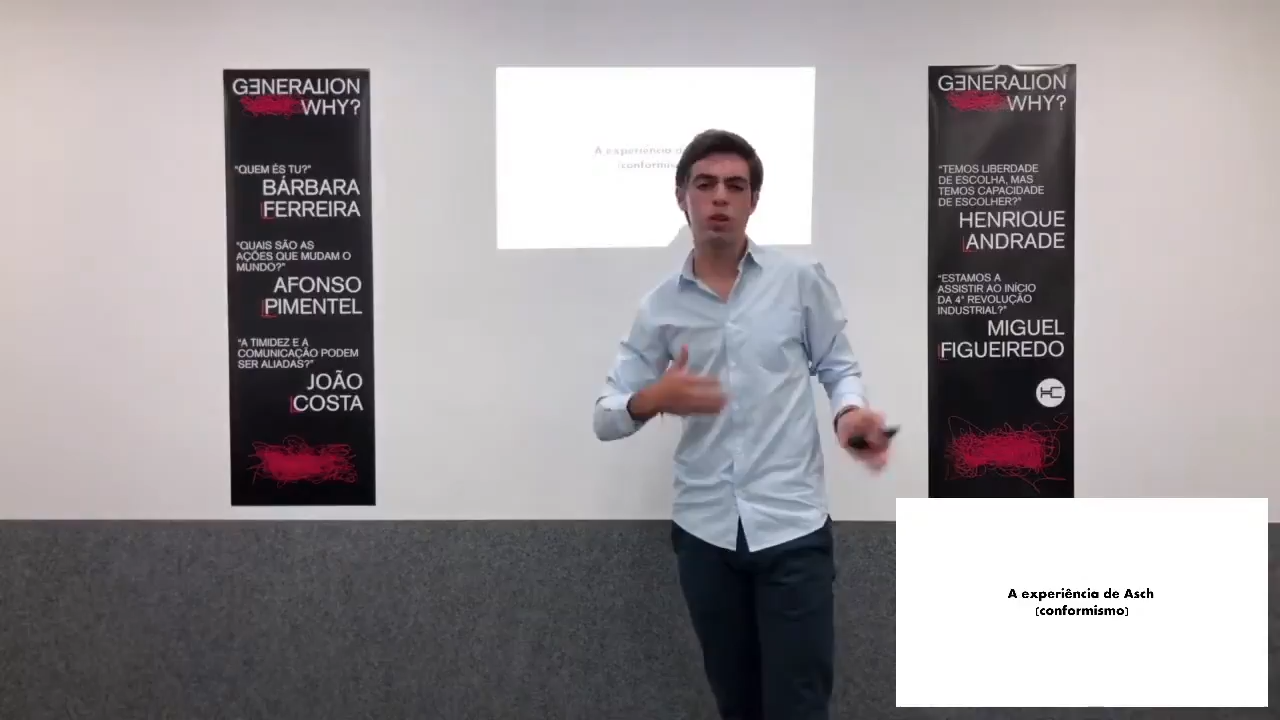 GENERATION
WHY?
"QUEM ÉS TU?"
BÁRBARA
FERREIRA
"QUAIS SÃO AS
AÇÕES QUE MUDAM O
MUNDO?"
AFONSO
PIMENTEL
"A TIMIDEZ E A
COMUNICAÇÃO PODEM
SER ALIADAS?"
JOÃO
COSTA
A experiência
GENERATION
WHY?
"TEMOS LIBERDADE
DE ESCOLHA, MAS
TEMOS CAPACIDADE
DE ESCOLHER?"
HENRIQUE
ANDRADE
"ESTAMOS A
ASSISTIR AO INÍCIO
DA 4ª REVOLUÇÃO
INDUSTRIAL?"
MIGUEL
FIGUEIREDO
A experiência de Asch
(conformismo)